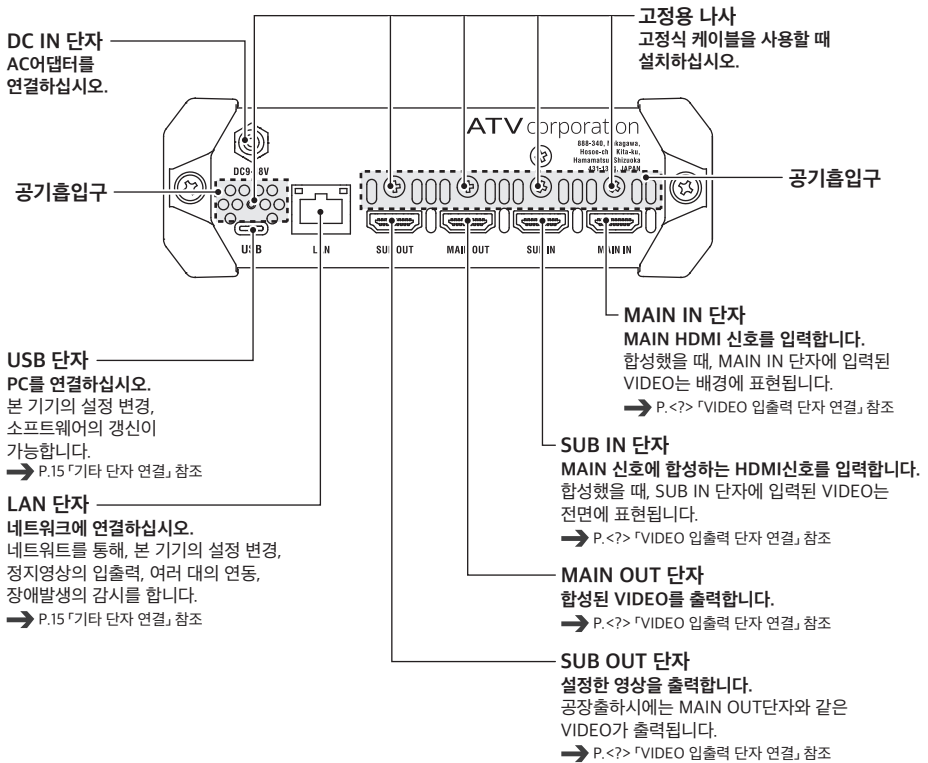 DC IN 단자
AC어댑터를
연결하십시오.
고정용 나사
고정식 케이블을 사용할 때
설치하십시오.
ATV corporation
888-340,
Hosoe-ch Kita-ku,
Hamamatsu Shizuoka
JAPAN
공기흡입구
공기흡입구
USB
LAN
SUB OUT
MAIN OUT
SUB IN
MAIN IN
USB 단자
PC를 연결하십시오.
본 기기의 설정 변경,
소프트웨어의 갱신이
가능합니다.
➔ P.15 「기타 단자 연결」 참조
LAN 단자
네트워크에 연결하십시오.
네트워트를 통해, 본 기기의 설정 변경,
정지영상의 입출력, 여러 대의 연동,
장애발생의 감시를 합니다.
➔ P.15 「기타 단자 연결」 참조
MAIN IN 단자
MAIN HDMI 신호를 입력합니다.
합성했을 때, MAIN IN 단자에 입력된
VIDEO는 배경에 표현됩니다.
➔ P.<?> 「VIDEO 입출력 단자 연결」 참조
SUB IN 단자
MAIN 신호에 합성하는 HDMI신호를 입력합니다.
합성했을 때, SUB IN 단자에 입력된 VIDEO는
전면에 표현됩니다.
➔ P.<?> 「VIDEO 입출력 단자 연결」 참조
MAIN OUT 단자
합성된 VIDEO를 출력합니다.
➔ P.<?> 「VIDEO 입출력 단자 연결」 참조
SUB OUT 단자
설정한 영상을 출력합니다.
공장출하시에는 MAIN OUT단자와 같은
VIDEO가 출력됩니다.
➔ P.<?> 「VIDEO 입출력 단자 연결」 참조